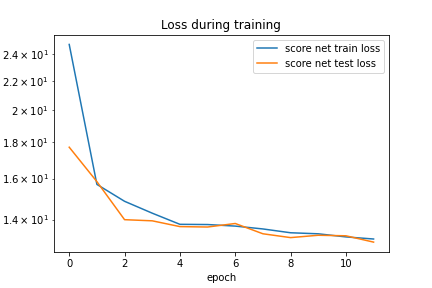 Loss during training
score net train loss
score net test loss
2.4 × 10¹
2.2 × 10¹
2 × 10¹
1.8 × 10¹
1.6 × 10¹
1.4 × 10¹
0 2 4 6 8 10
epoch